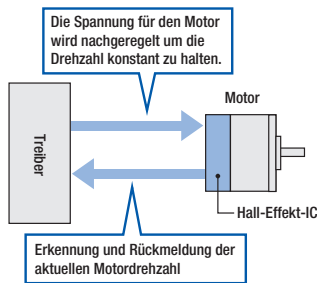 Die Spannung für den Motor
wird nachgeregelt um die
Drehzahl konstant zu halten.
Motor
Treiber
Hall-Effekt-IC
Erkennung und Rückmeldung der
aktuellen Motordrehzahl